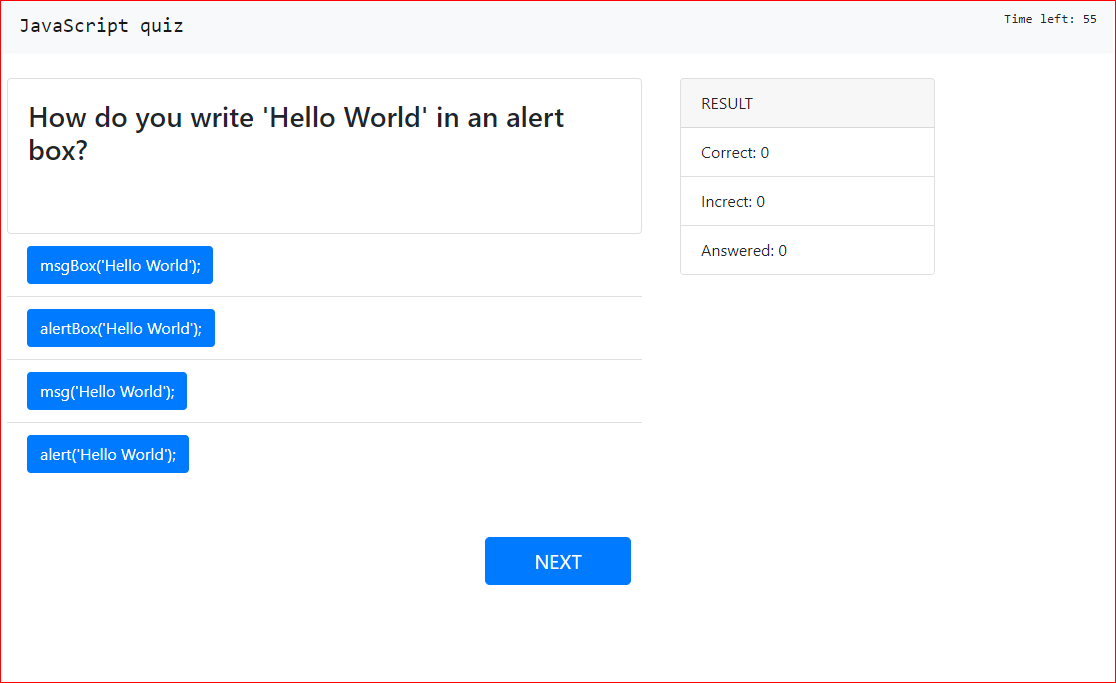 JavaScript quiz
Time left: 55
How do you write 'Hello World' in an alert
box?
msgBox('Hello World');
alertBox('Hello World');
msg('Hello World');
alert('Hello World');
NEXT
RESULT
Correct: 0
Increct: 0
Answered: 0